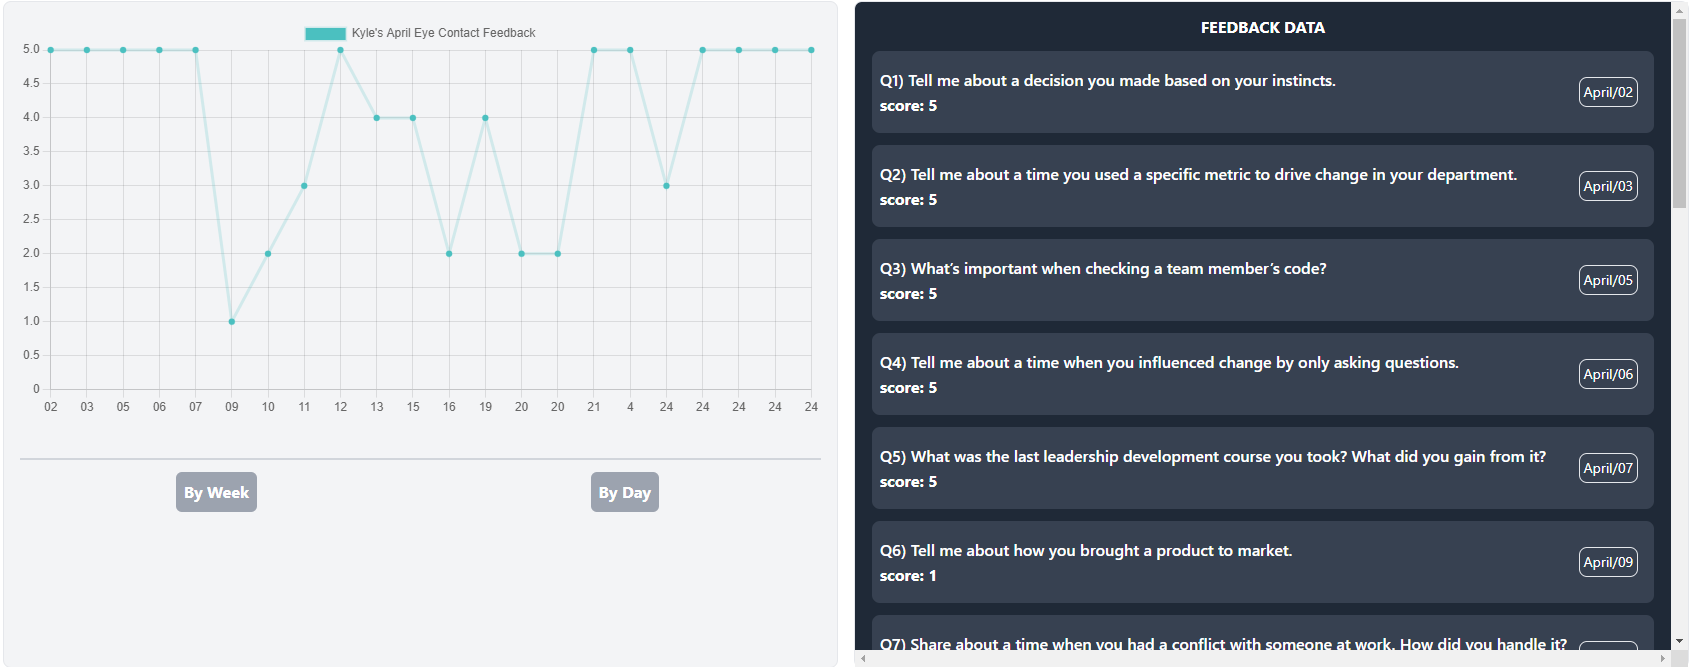 Kyle's April Eye Contact Feedback
5.0
4.5
4.0
3.5
3.0
2.5
2.0
1.5
1.0
0.5
0
02 03 05 06 07 09 10 11 12 13 15 16 19 20 20 21 4 24 24 24 24 24
By Week By Day
FEEDBACK DATA
Q1) Tell me about a decision you made based on your instincts.
score: 5
April/02
Q2) Tell me about a time you used a specific metric to drive change in your department.
score: 5
April/03
Q3) What’s important when checking a team member’s code?
score: 5
April/05
Q4) Tell me about a time when you influenced change by only asking questions.
score: 5
April/06
Q5) What was the last leadership development course you took? What did you gain from it?
score: 5
April/07
Q6) Tell me about how you brought a product to market.
score: 1
April/09
Q7) Share about a time when you had a conflict with someone at work. How did you handle it?